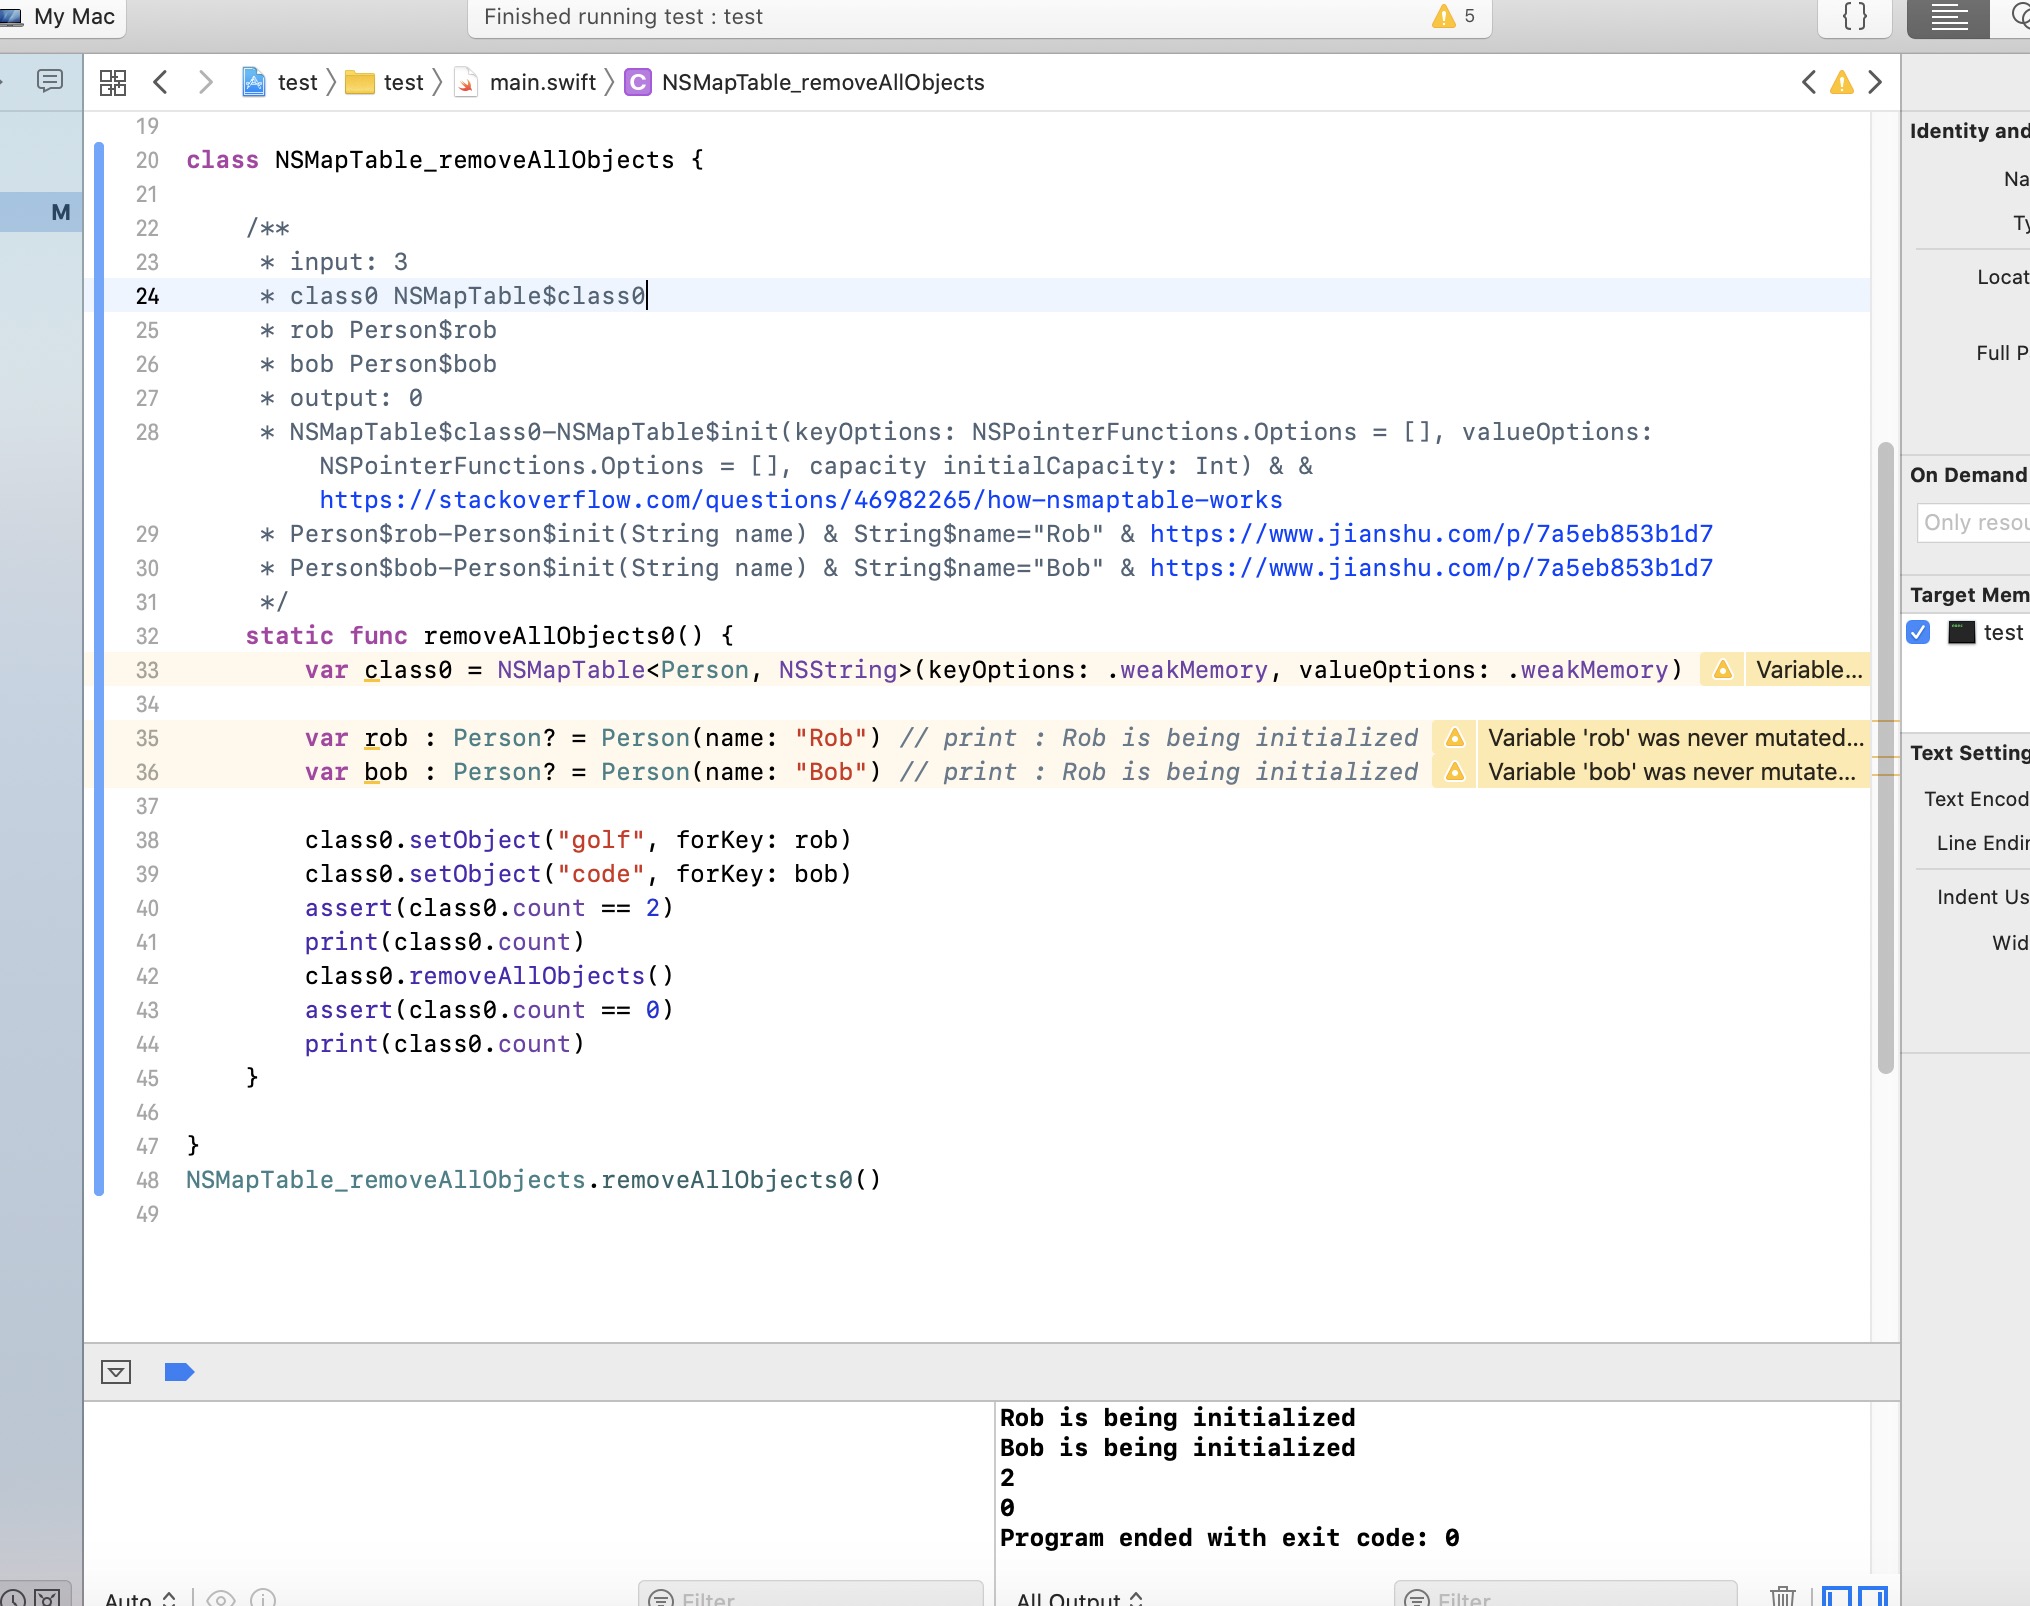 My Mac
Finished running test : test
5
{}
test
test
main.swift
C
NSMapTable_removeAllObjects
19
20 class NSMapTable_removeAllObjects {
21
M
22 /**
23 * input: 3
24 * class0 NSMapTable$class0
25 * rob Person$rob
26 * bob Person$bob
27 * output: 0
28 * NSMapTable$class0-NSMapTable$init(keyOptions: NSPointerFunctions.Options = [], valueOptions:
NSPointerFunctions.Options = [], capacity initialCapacity: Int) & &
https://stackoverflow.com/questions/46982265/how-nsmaptable-works
29 * Person$rob-Person$init(String name) & String$name="Rob" & https://www.jianshu.com/p/7a5eb853b1d7
30 * Person$bob-Person$init(String name) & String$name="Bob" & https://www.jianshu.com/p/7a5eb853b1d7
31 */
32 static func removeAllObjects0() {
33 var class0 = NSMapTable<Person, NSString>(keyOptions: .weakMemory, valueOptions: .weakMemory) Variable...
34
35 var rob : Person? = Person(name: "Rob") // print : Rob is being initialized Variable 'rob' was never mutated...
36 var bob : Person? = Person(name: "Bob") // print : Rob is being initialized Variable 'bob' was never mutate...
37
38 class0.setObject("golf", forKey: rob)
39 class0.setObject("code", forKey: bob)
40 assert(class0.count == 2)
41 print(class0.count)
42 class0.removeAllObjects()
43 assert(class0.count == 0)
44 print(class0.count)
45 }
46
47 }
48 NSMapTable_removeAllObjects.removeAllObjects0()
49
Identity and
Na
Ty
Locat
Full P
On Demand
Only resou
Target Mem
test
Text Setting
Text Encod
Line Endin
Indent Us
Wid
Rob is being initialized
Bob is being initialized
2
0
Program ended with exit code: 0
Auto
Filter
All Output
Filter